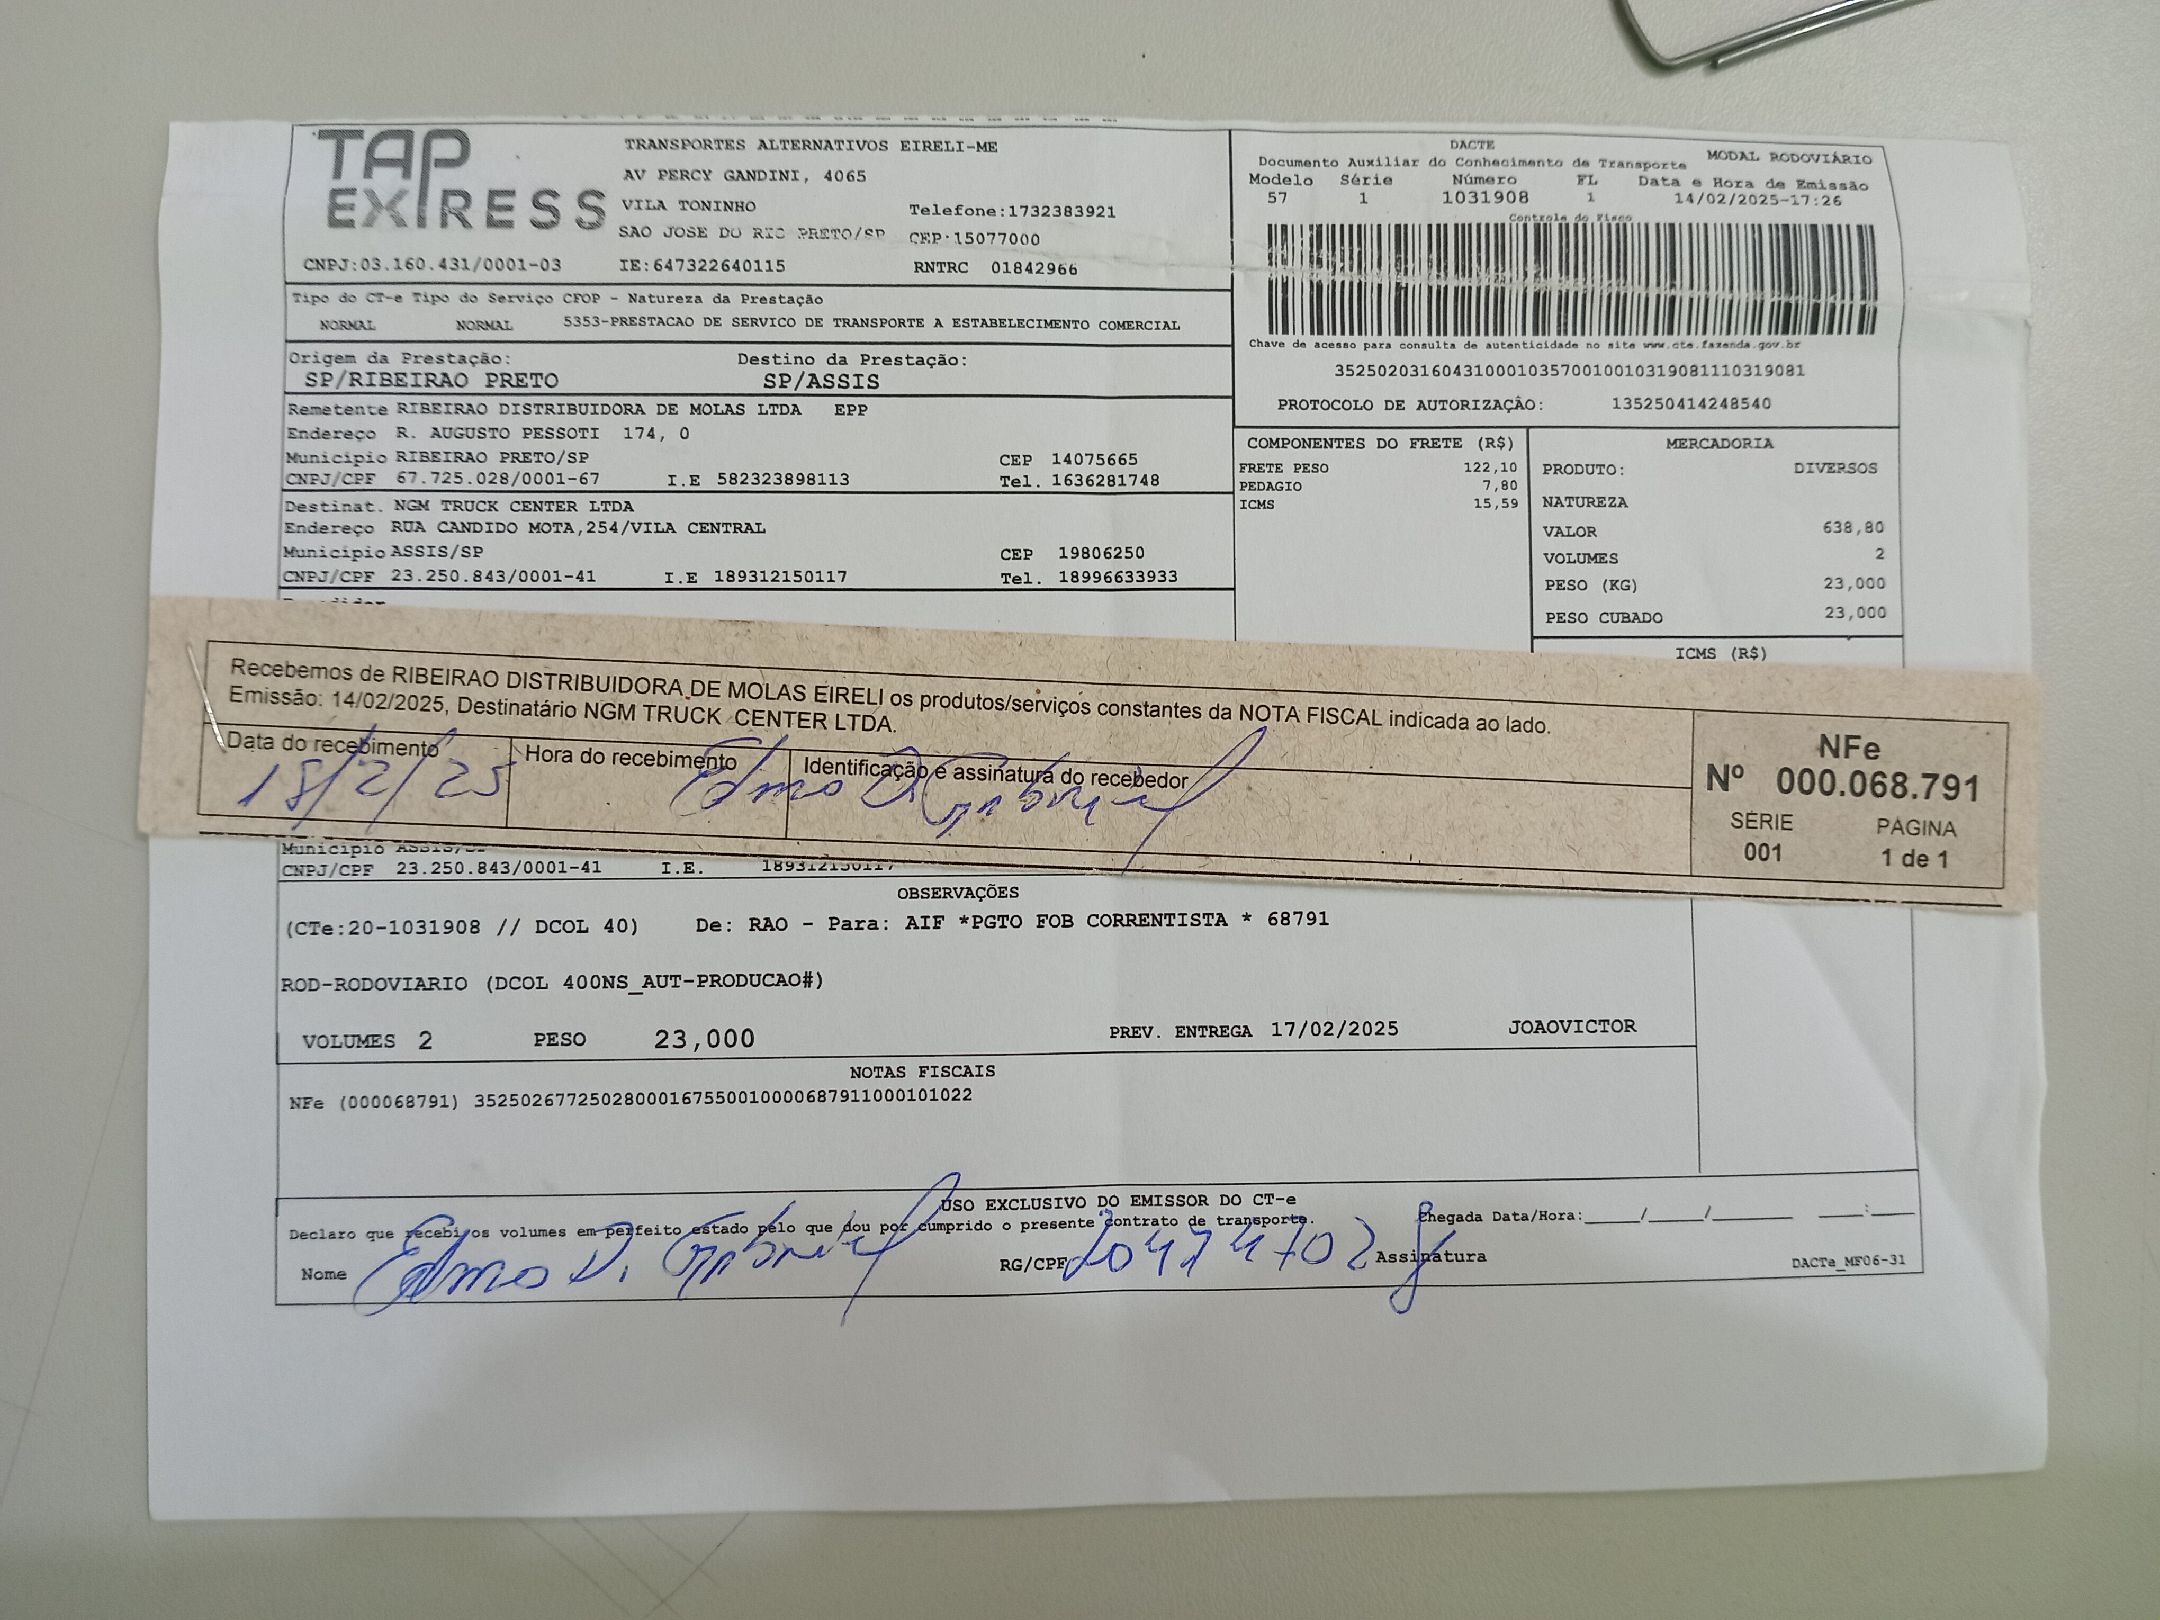 TAP EXPRESS
TRANSPORTES ALTERNATIVOS EIRELI-ME
AV PERCY GANDINI, 4065
VILA TONINHO Telefone:1732383921
SAO JOSE DO RIO PRETO/SP CEP:15077000
CNPJ:03.160.431/0001-03 IE:647322640115 RNTRC 01842966
DACTE
Documento Auxiliar do Conhecimento de Transporte MODAL RODOVIÁRIO
Modelo Série Número FL Data e Hora de Emissão
57 1 1031908 1 14/02/2025-17:26
Controle do Fisco
Chave de acesso para consulta de autenticidade no site www.cte.fazenda.gov.br
35250203160431000103570010010319081110319081
PROTOCOLO DE AUTORIZAÇÃO: 135250414248540
Tipo do CT-e Tipo do Serviço CFOP - Natureza da Prestação
NORMAL NORMAL 5353-PRESTACAO DE SERVICO DE TRANSPORTE A ESTABELECIMENTO COMERCIAL
Origem da Prestação: Destino da Prestação:
SP/RIBEIRAO PRETO SP/ASSIS
Remetente RIBEIRAO DISTRIBUIDORA DE MOLAS LTDA EPP
Endereço R. AUGUSTO PESSOTI 174, 0
Municipio RIBEIRAO PRETO/SP CEP 14075665
CNPJ/CPF 67.725.028/0001-67 I.E 582323898113 Tel. 1636281748
Destinat. NGM TRUCK CENTER LTDA
Endereço RUA CANDIDO MOTA,254/VILA CENTRAL
Municipio ASSIS/SP CEP 19806250
CNPJ/CPF 23.250.843/0001-41 I.E 189312150117 Tel. 18996633933
COMPONENTES DO FRETE (R$)
FRETE PESO 122,10
PEDAGIO 7,80
ICMS 15,59
MERCADORIA
PRODUTO: DIVERSOS
NATUREZA
VALOR 638,80
VOLUMES 2
PESO (KG) 23,000
PESO CUBADO 23,000
ICMS (R$)
Recebemos de RIBEIRAO DISTRIBUIDORA DE MOLAS EIRELI os produtos/serviços constantes da NOTA FISCAL indicada ao lado.
Emissão: 14/02/2025, Destinatário NGM TRUCK CENTER LTDA.
Data do recebimento Hora do recebimento Identificação e assinatura do recebedor
18/2/25 Edmo D. Gabriel
NFe
Nº 000.068.791
SÉRIE PAGINA
001 1 de 1
Municipio ASSIS/
CNPJ/CPF 23.250.843/0001-41 I.E. 189312150117
OBSERVAÇÕES
(CTe:20-1031908 // DCOL 40) De: RAO - Para: AIF *PGTO FOB CORRENTISTA * 68791
ROD-RODOVIARIO (DCOL 400NS_AUT-PRODUCAO#)
VOLUMES 2 PESO 23,000 PREV. ENTREGA 17/02/2025 JOAOVICTOR
NOTAS FISCAIS
NFe (000068791) 35250267725028000167550010000687911000101022
USO EXCLUSIVO DO EMISSOR DO CT-e
Declaro que recebi os volumes em perfeito estado pelo que dou por cumprido o presente contrato de transporte. Chegada Data/Hora:____/____/______ ____:____
Nome Edmo D. Gabriel RG/CPF Assinatura DACTe_MF06-31